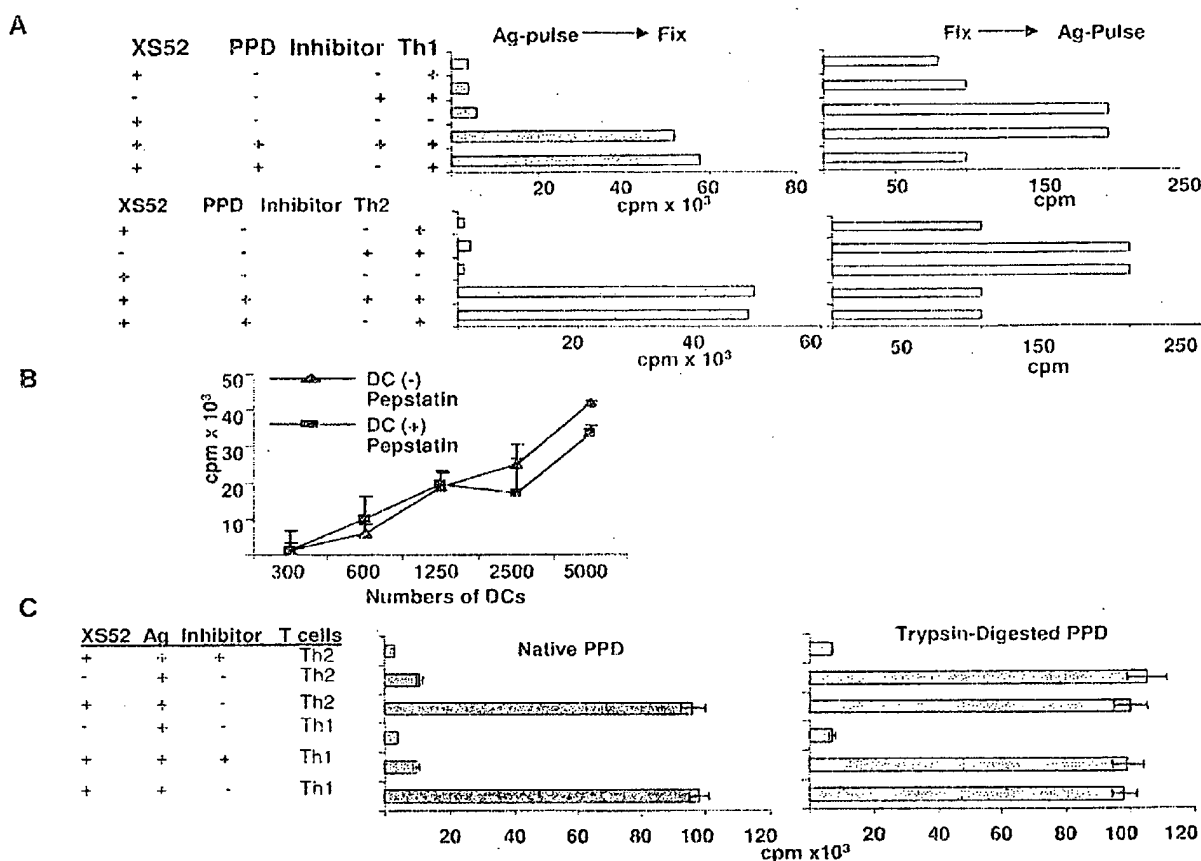 A
XS52 PPD Inhibitor Th1
Ag-pulse Fix
Fix Ag-Pulse
+ - - +
- - + +
+ - - -
+ + + +
+ + - +
20 40 60 80
cpm x 10³
50 100 150 200 250
cpm
XS52 PPD Inhibitor Th2
+ - - +
- - + +
+ - - -
+ + + +
+ + - +
20 40 60
cpm x 10³
50 100 150 200 250
cpm
B
50
40
30
20
10
cpm x 10³
DC (-)
Pepstatin
DC (+)
Pepstatin
300 600 1250 2500 5000
Numbers of DCs
C
XS52 Ag Inhibitor T cells
Native PPD
Trypsin-Digested PPD
+ + + Th2
- + - Th2
+ + - Th2
- + - Th1
+ + + Th1
+ + - Th1
20 40 60 80 100 120
20 40 60 80 100 120
cpm x10³